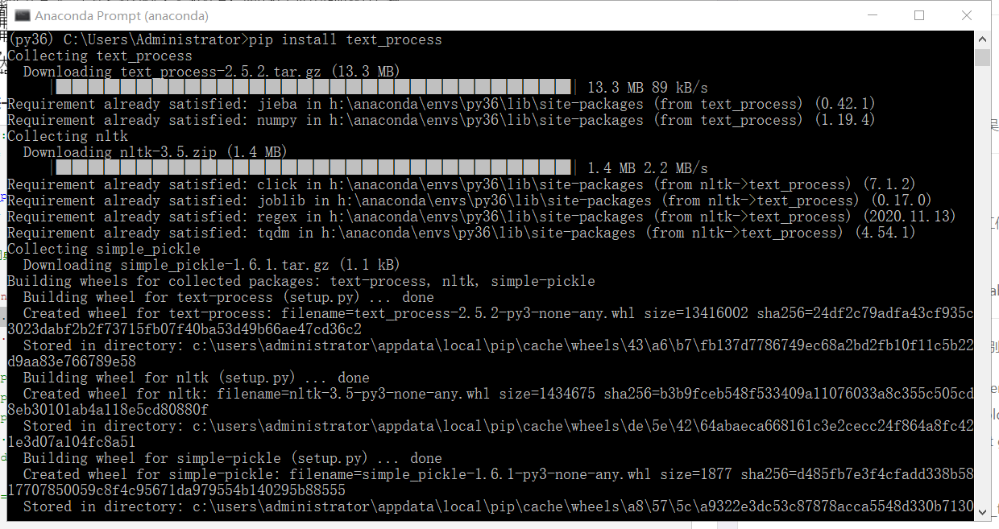 Anaconda Prompt (anaconda)
(py36) C:\Users\Administrator>pip install text_process
Collecting text_process
Downloading text_process-2.5.2.tar.gz (13.3 MB)
13.3 MB 89 kB/s
Requirement already satisfied: jieba in h:\anaconda\envs\py36\lib\site-packages (from text_process) (0.42.1)
Requirement already satisfied: numpy in h:\anaconda\envs\py36\lib\site-packages (from text_process) (1.19.4)
Collecting nltk
Downloading nltk-3.5.zip (1.4 MB)
1.4 MB 2.2 MB/s
Requirement already satisfied: click in h:\anaconda\envs\py36\lib\site-packages (from nltk->text_process) (7.1.2)
Requirement already satisfied: joblib in h:\anaconda\envs\py36\lib\site-packages (from nltk->text_process) (0.17.0)
Requirement already satisfied: regex in h:\anaconda\envs\py36\lib\site-packages (from nltk->text_process) (2020.11.13)
Requirement already satisfied: tqdm in h:\anaconda\envs\py36\lib\site-packages (from nltk->text_process) (4.54.1)
Collecting simple_pickle
Downloading simple_pickle-1.6.1.tar.gz (1.1 kB)
Building wheels for collected packages: text-process, nltk, simple-pickle
Building wheel for text-process (setup.py) ... done
Created wheel for text-process: filename=text_process-2.5.2-py3-none-any.whl size=13416002 sha256=24df2c79adfa43cf935c
3023dabf2b2f73715fb07f40ba53d49b66ae47cd36c2
Stored in directory: c:\users\administrator\appdata\local\pip\cache\wheels\43\a6\b7\fb137d7786749ec68a2bd2fb10f11c5b22
d9aa83e766789e58
Building wheel for nltk (setup.py) ... done
Created wheel for nltk: filename=nltk-3.5-py3-none-any.whl size=1434675 sha256=b3b9fceb548f533409a11076033a8c355c505cd
8eb30101ab4a118e5cd80880f
Stored in directory: c:\users\administrator\appdata\local\pip\cache\wheels\de\5e\42\64abaeca668161c3e2cecc24f864a8fc42
1e3d07a104fc8a51
Building wheel for simple-pickle (setup.py) ... done
Created wheel for simple-pickle: filename=simple_pickle-1.6.1-py3-none-any.whl size=1877 sha256=d485fb7e3f4cfadd338b58
17707850059c8f4c95671da979554b140295b88555
Stored in directory: c:\users\administrator\appdata\local\pip\cache\wheels\a8\57\5c\a9322e3dc53c87878acca5548d330b7130